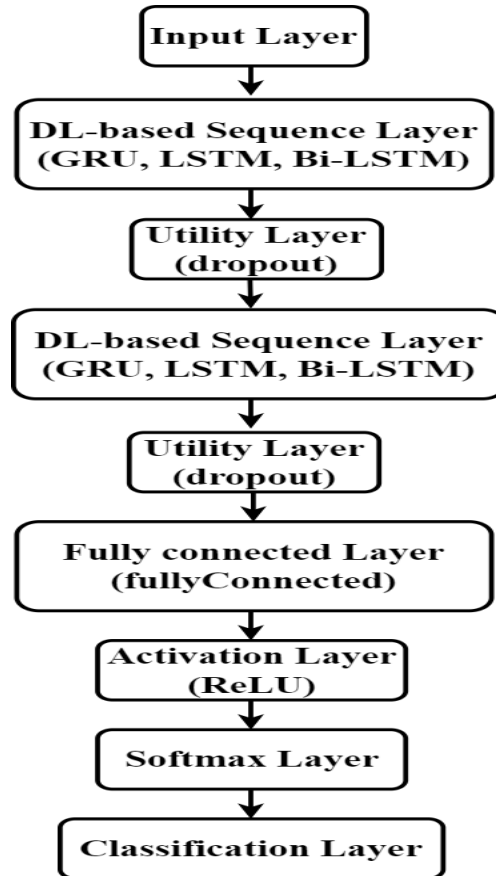 Input Layer
DL-based Sequence Layer
(GRU, LSTM, Bi-LSTM)
Utility Layer
(dropout)
DL-based Sequence Layer
(GRU, LSTM, Bi-LSTM)
Utility Layer
(dropout)
Fully connected Layer
(fullyConnected)
Activation Layer
(ReLU)
Softmax Layer
Classification Layer